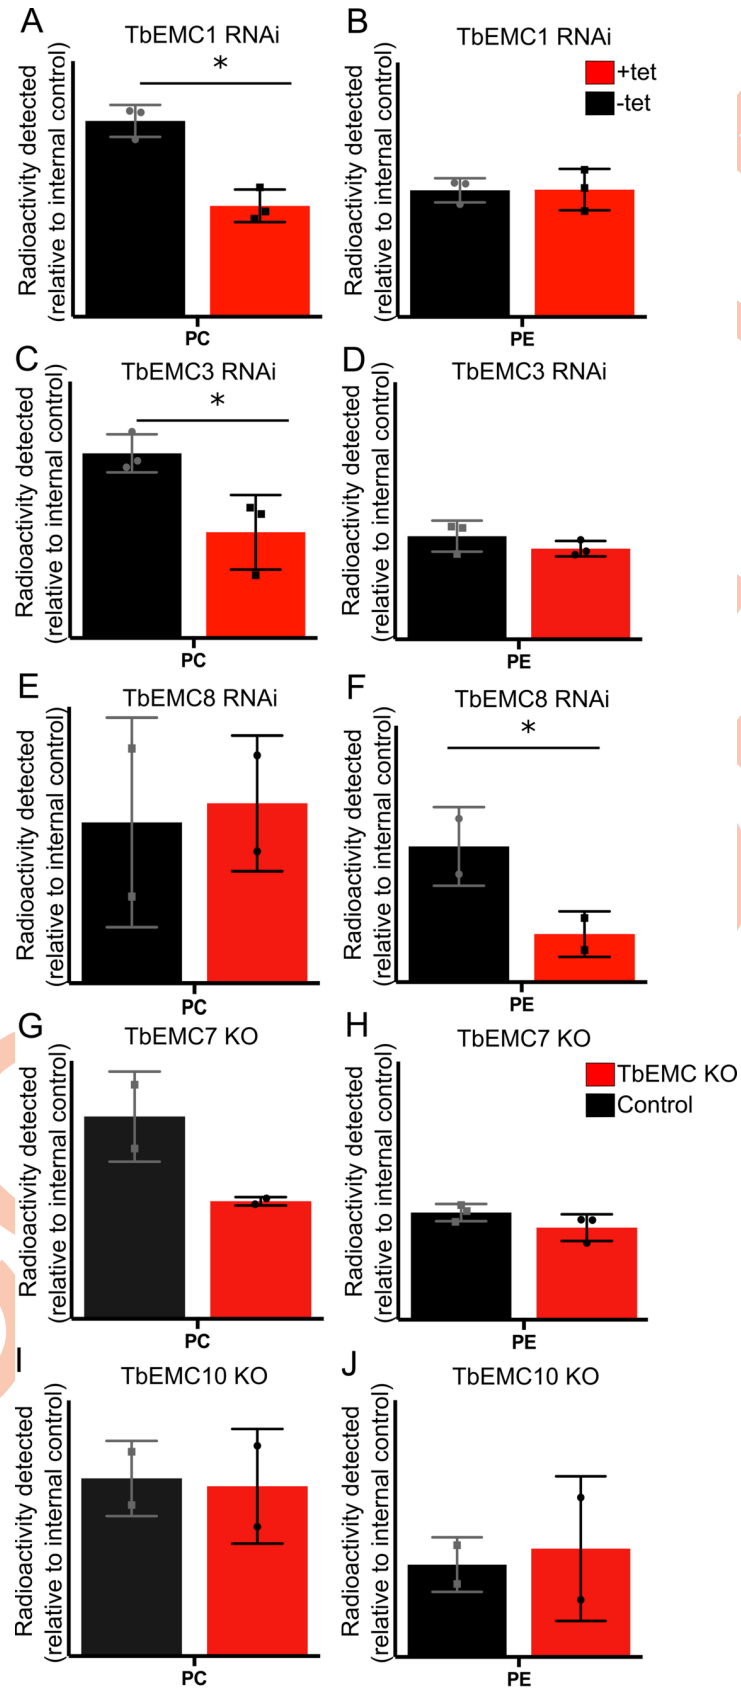 A
TbEMC1 RNAi
*
Radioactivity detected
(relative to internal control)
PC
B
TbEMC1 RNAi
+tet
-tet
Radioactivity detected
(relative to internal control)
PE
C
TbEMC3 RNAi
*
Radioactivity detected
(relative to internal control)
PC
D
TbEMC3 RNAi
Radioactivity detected
(relative to internal control)
PE
E
TbEMC8 RNAi
Radioactivity detected
(relative to internal control)
PC
F
TbEMC8 RNAi
*
Radioactivity detected
(relative to internal control)
PE
G
TbEMC7 KO
Radioactivity detected
(relative to internal control)
PC
H
TbEMC7 KO
TbEMC KO
Control
Radioactivity detected
(relative to internal control)
PE
I
TbEMC10 KO
Radioactivity detected
(relative to internal control)
PC
J
TbEMC10 KO
Radioactivity detected
(relative to internal control)
PE